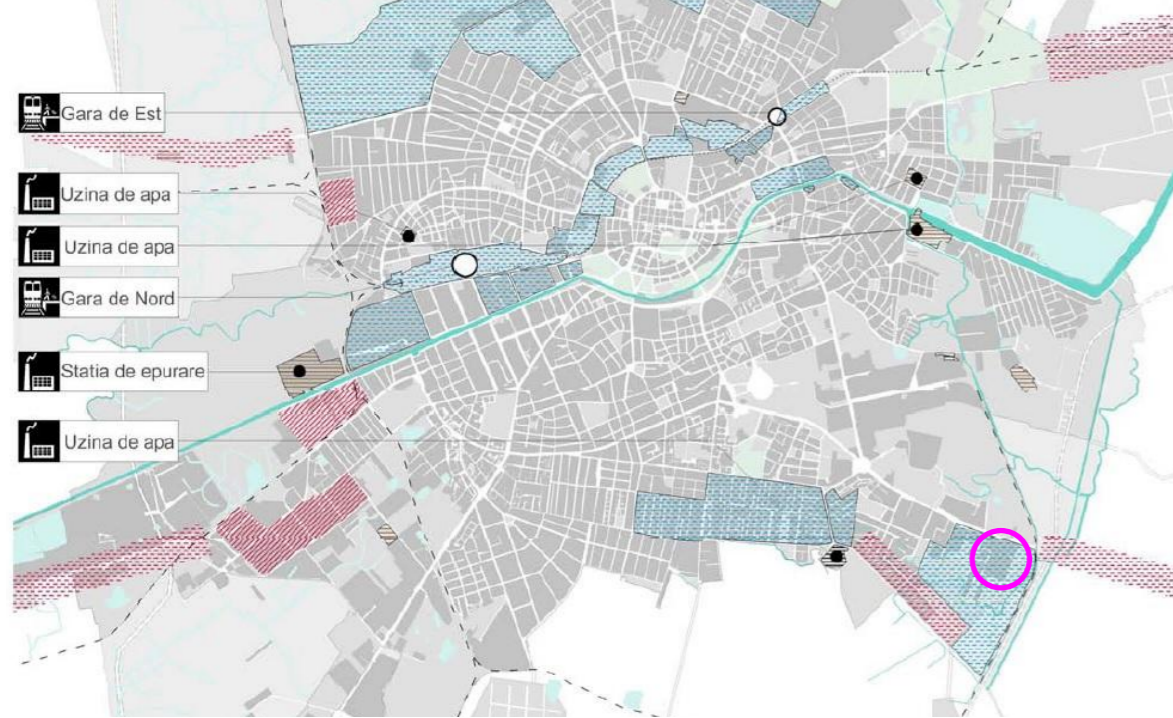 Gara de Est
Uzina de apa
Uzina de apa
Gara de Nord
Statia de epurare
Uzina de apa